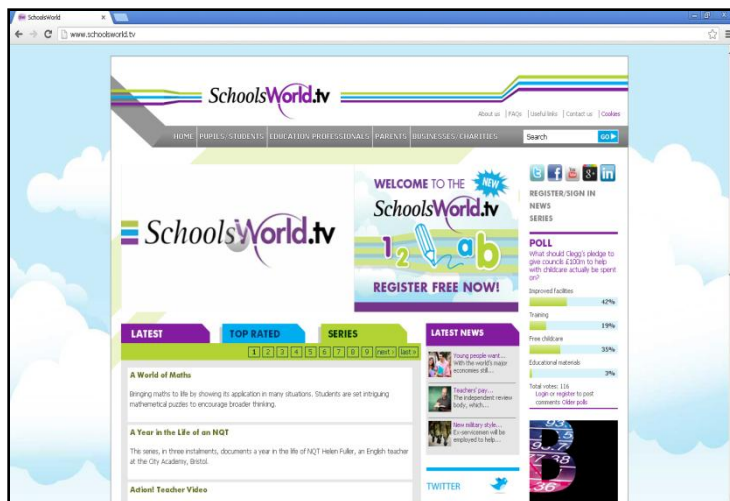 SchoolsWorld
www.schoolsworld.tv
SchoolsWorld.tv
About us | FAQs | Useful links | Contact us | Cookies
HOME PUPILS/STUDENTS EDUCATION PROFESSIONALS PARENTS BUSINESSES/CHARITIES
Search
GO
SchoolsWorld.tv
WELCOME TO THE
NEW
SchoolsWorld.tv
1 2 a b
REGISTER FREE NOW!
REGISTER/SIGN IN
NEWS
SERIES
POLL
What should Clegg's pledge to
give councils £100m to help
with childcare actually be spent
on?
Improved facilities
42%
Training
19%
Free childcare
35%
Educational materials
3%
Total votes: 116
Login or register to post
comments Older polls
LATEST
TOP RATED
SERIES
1 2 3 4 5 6 7 8 9 next › last »
A World of Maths
Bringing maths to life by showing its application in many situations. Students are set intriguing
mathemetical puzzles to encourage broader thinking.
A Year in the Life of an NQT
This series, in three instalments, documents a year in the life of NQT Helen Fuller, an English teacher
at the City Academy, Bristol.
Action! Teacher Video
LATEST NEWS
Young people want...
With the world's major
economies still...
Teachers' pay...
The independent review
body, which...
New military style...
Ex-servicemen will be
employed to help...
TWITTER